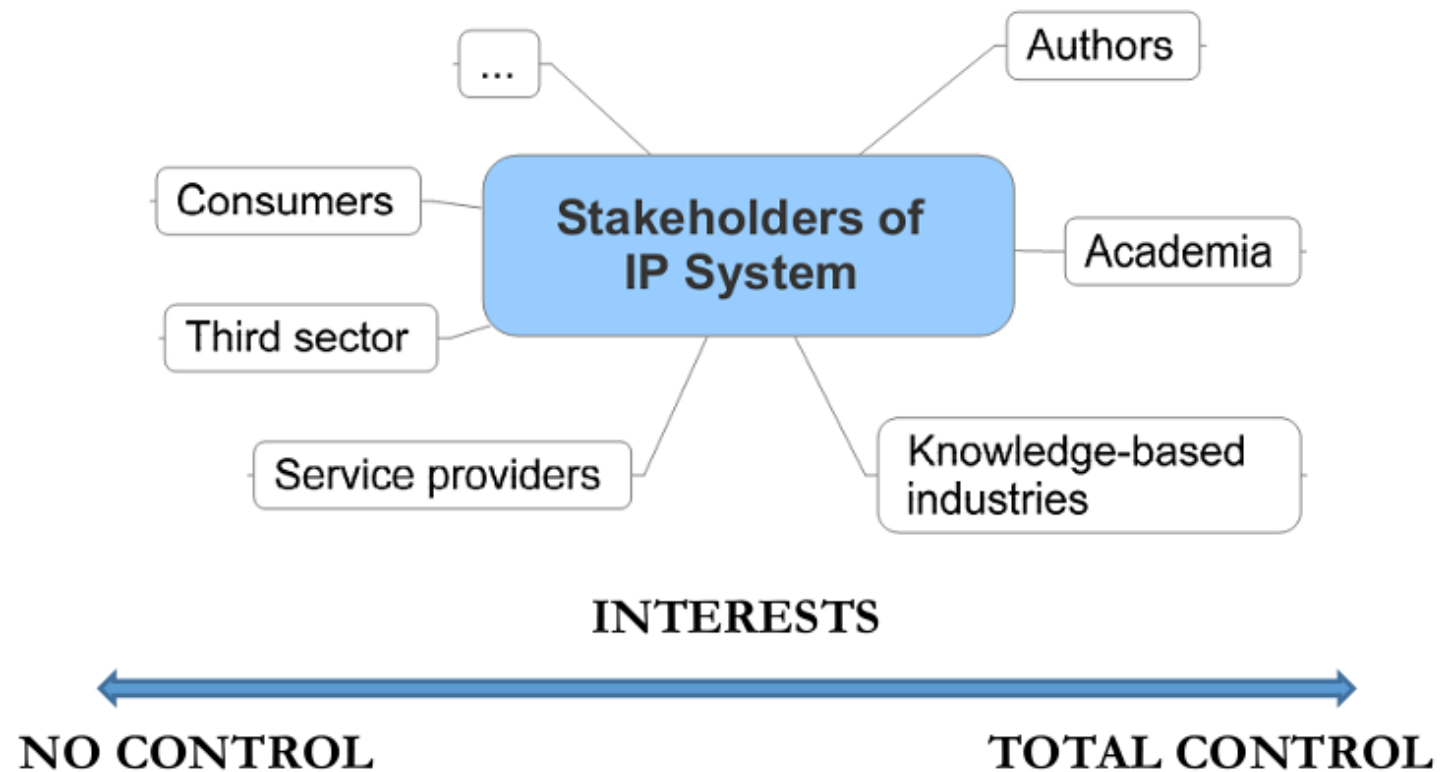 ...
Authors
Consumers
Stakeholders of
IP System
Academia
Third sector
Service providers
Knowledge-based
industries
INTERESTS
NO CONTROL
TOTAL CONTROL